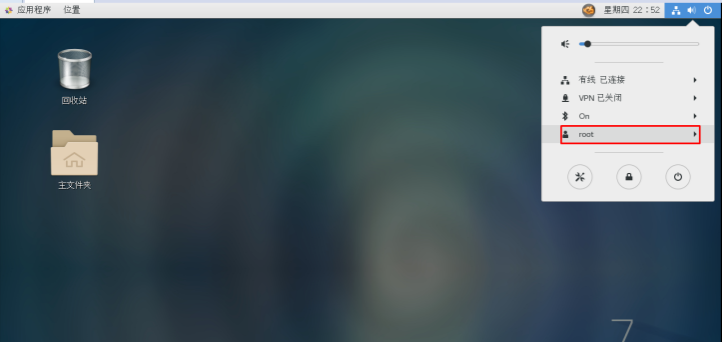 应用程序 位置
星期四 22：52
回收站
主文件夹
有线 已连接
VPN 已关闭
On
root
7